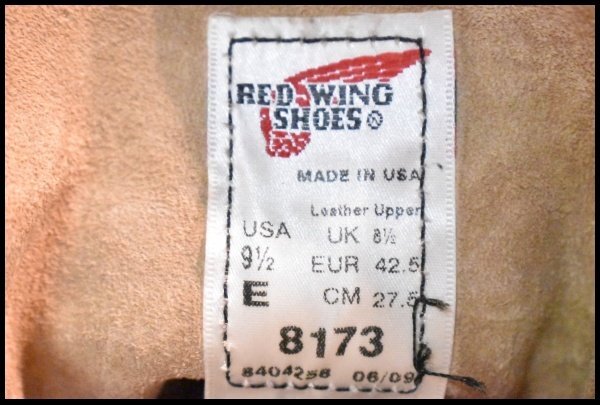 RED WING
SHOES®
MADE IN USA
Leather Upper
USA UK 8½
9½ EUR 42.5
E CM 27.5
8173
8404256 06/09